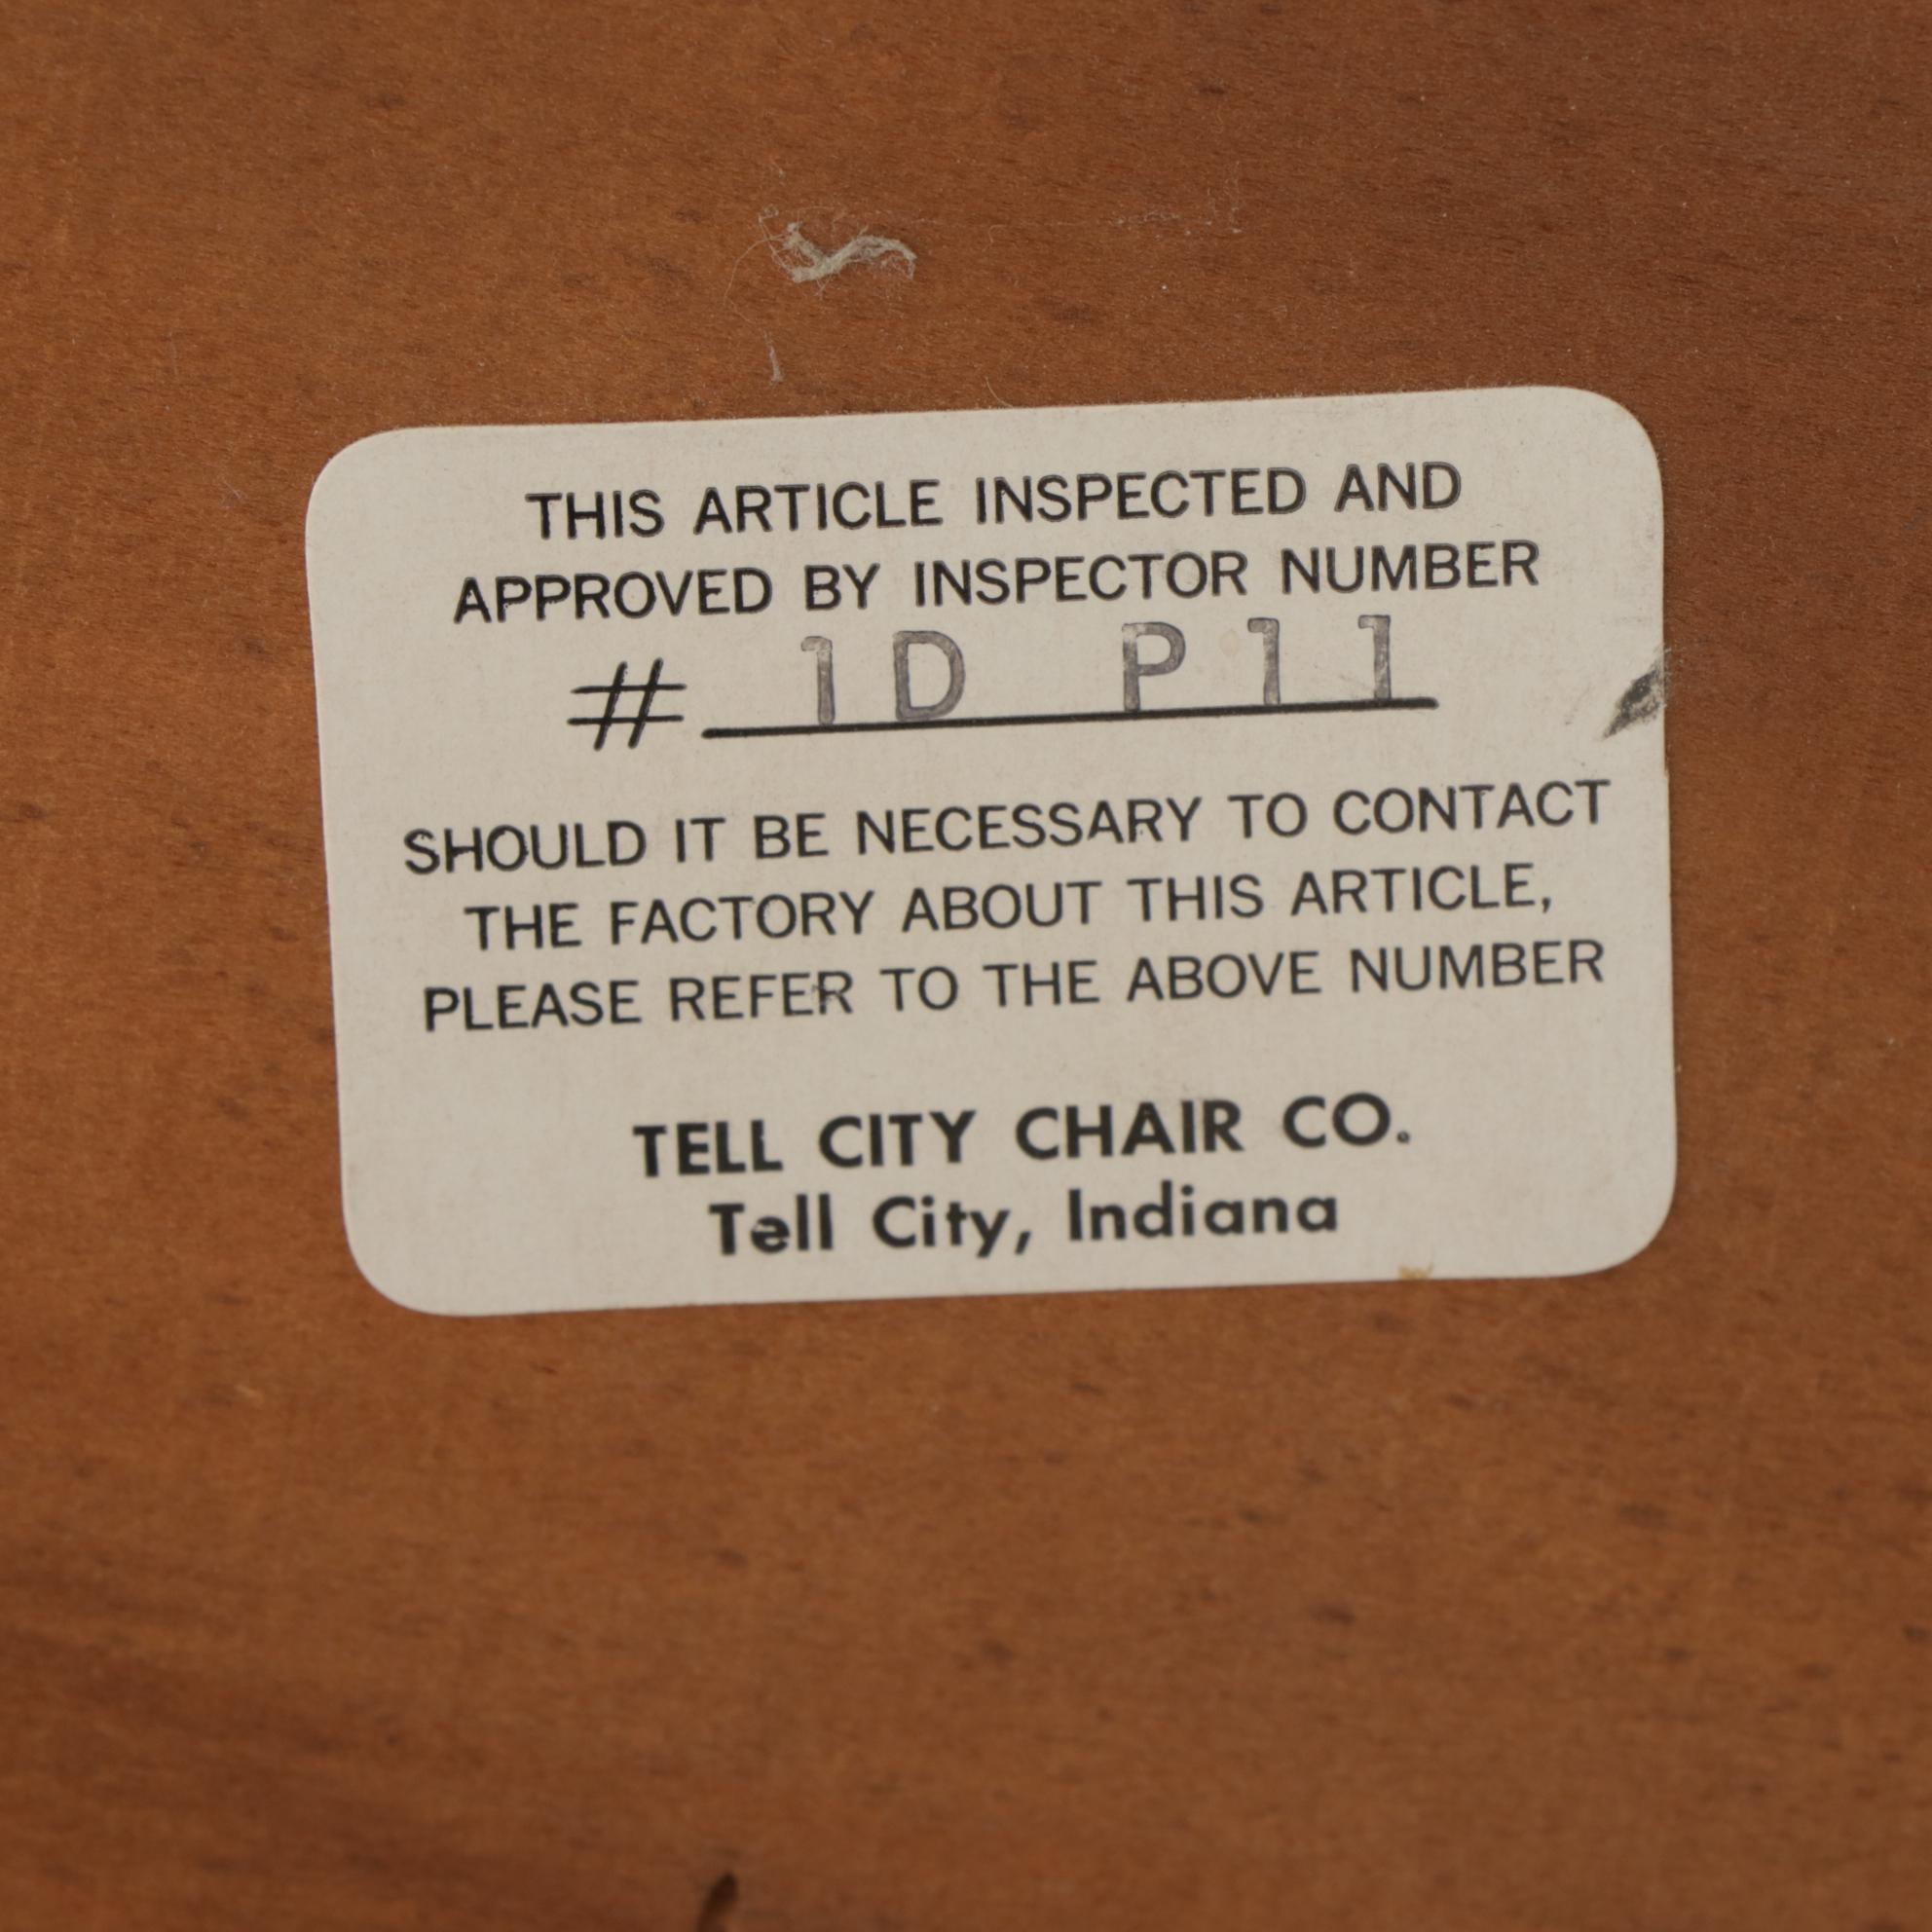 THIS ARTICLE INSPECTED AND
APPROVED BY INSPECTOR NUMBER
# 1D P11
SHOULD IT BE NECESSARY TO CONTACT
THE FACTORY ABOUT THIS ARTICLE,
PLEASE REFER TO THE ABOVE NUMBER
TELL CITY CHAIR CO.
Tell City, Indiana